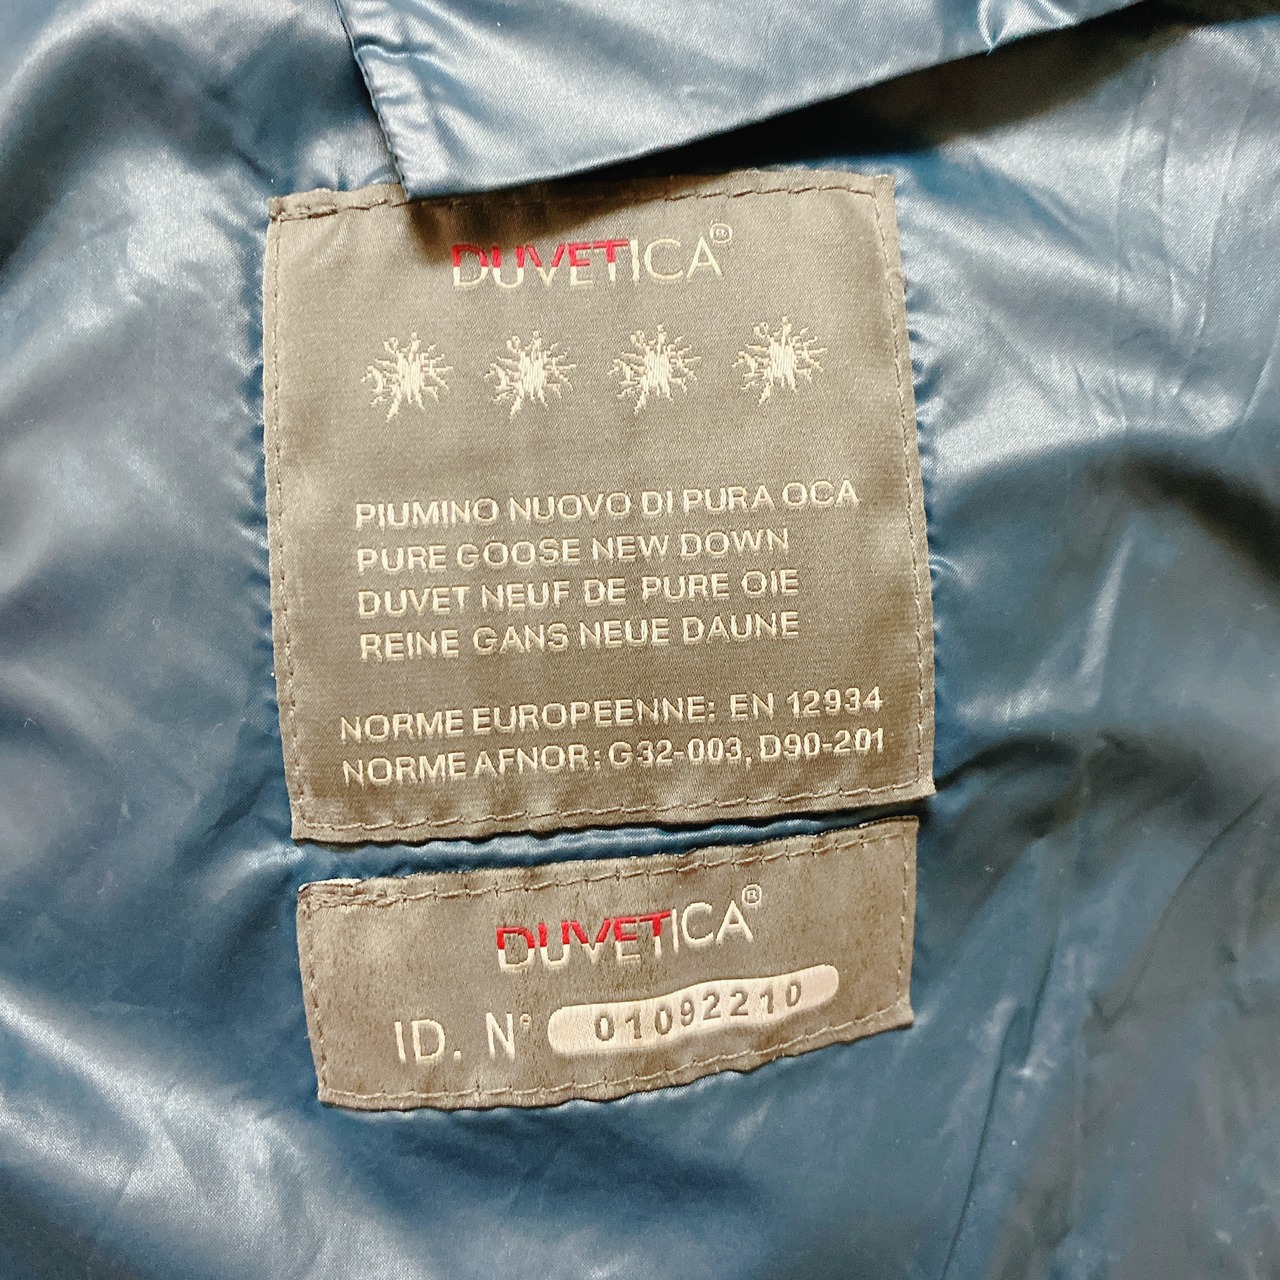 DUVETICA®
PIUMINO NUOVO DI PURA OCA
PURE GOOSE NEW DOWN
DUVET NEUF DE PURE OIE
REINE GANS NEUE DAUNE
NORME EUROPEENNE: EN 12934
NORME AFNOR: G32-003, D90-201
DUVETICA®
ID. N° 01092210